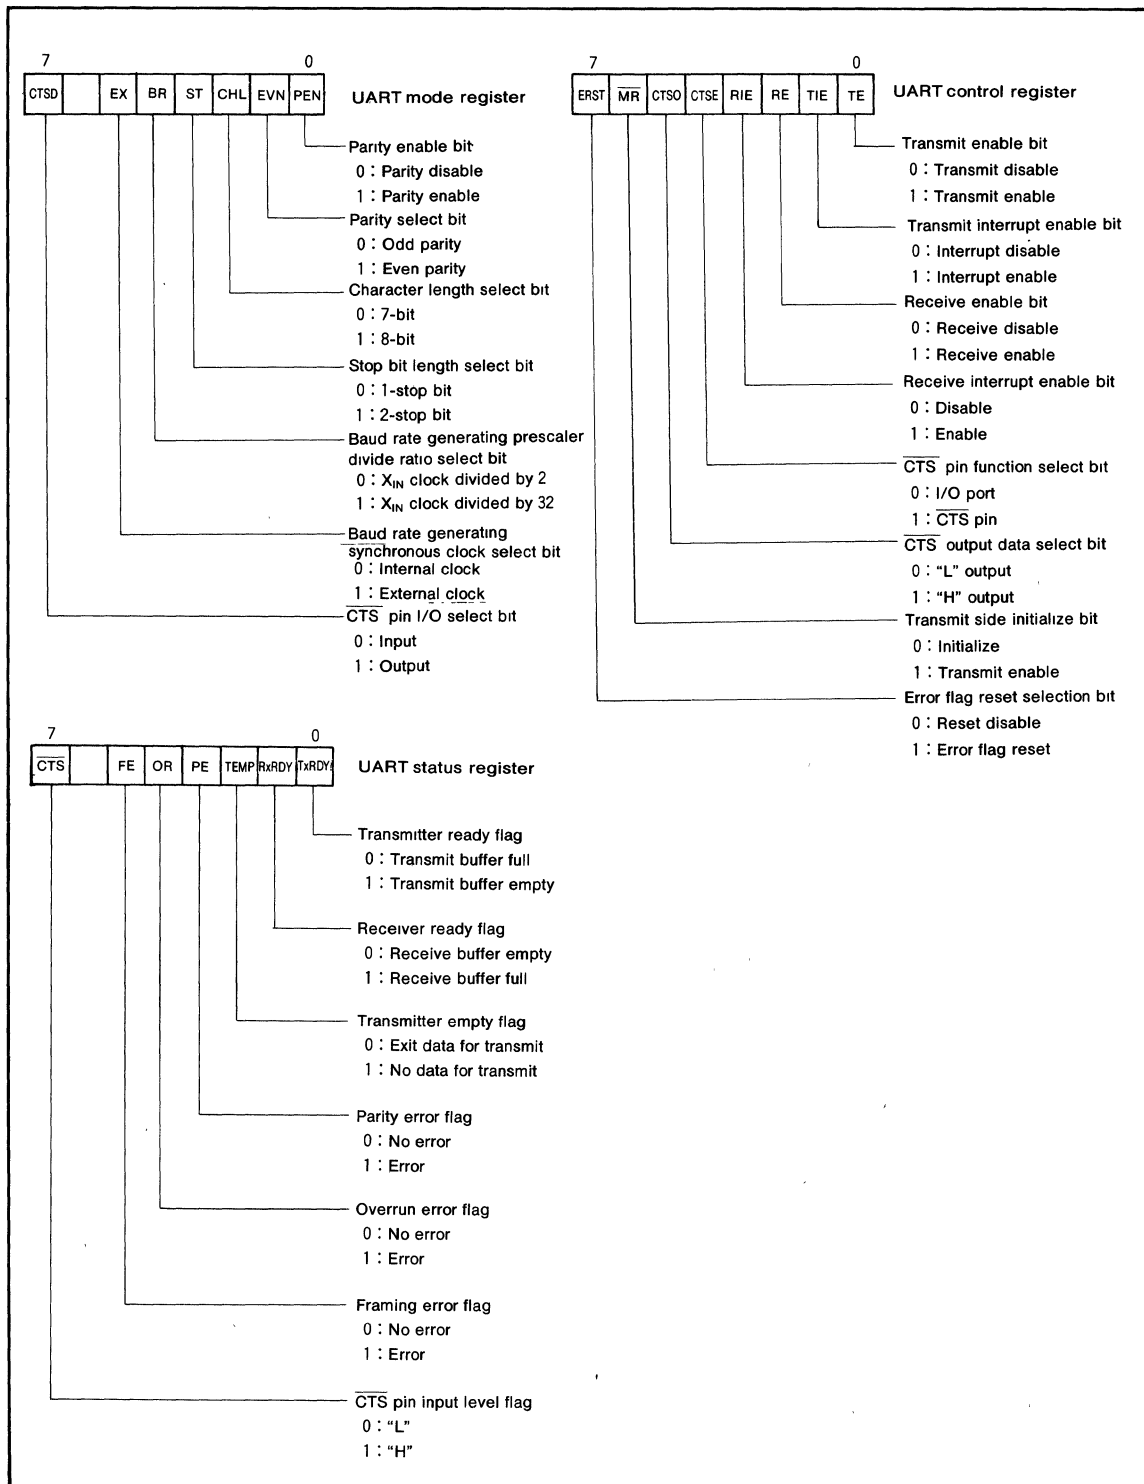 7 0
CTSD EX BR ST CHL EVN PEN UART mode register
Parity enable bit
0 : Parity disable
1 : Parity enable
Parity select bit
0 : Odd parity
1 : Even parity
Character length select bit
0 : 7-bit
1 : 8-bit
Stop bit length select bit
0 : 1-stop bit
1 : 2-stop bit
Baud rate generating prescaler
divide ratio select bit
0 : XIN clock divided by 2
1 : XIN clock divided by 32
Baud rate generating
synchronous clock select bit
0 : Internal clock
1 : External clock
C̅T̅S̅ pin I/O select bit
0 : Input
1 : Output
7 0
ERST M̅R̅ CTSO CTSE RIE RE TIE TE UART control register
Transmit enable bit
0 : Transmit disable
1 : Transmit enable
Transmit interrupt enable bit
0 : Interrupt disable
1 : Interrupt enable
Receive enable bit
0 : Receive disable
1 : Receive enable
Receive interrupt enable bit
0 : Disable
1 : Enable
C̅T̅S̅ pin function select bit
0 : I/O port
1 : C̅T̅S̅ pin
C̅T̅S̅ output data select bit
0 : “L” output
1 : “H” output
Transmit side initialize bit
0 : Initialize
1 : Transmit enable
Error flag reset selection bit
0 : Reset disable
1 : Error flag reset
7 0
C̅T̅S̅ FE OR PE TEMP RxRDY TxRDY UART status register
Transmitter ready flag
0 : Transmit buffer full
1 : Transmit buffer empty
Receiver ready flag
0 : Receive buffer empty
1 : Receive buffer full
Transmitter empty flag
0 : Exit data for transmit
1 : No data for transmit
Parity error flag
0 : No error
1 : Error
Overrun error flag
0 : No error
1 : Error
Framing error flag
0 : No error
1 : Error
C̅T̅S̅ pin input level flag
0 : “L”
1 : “H”